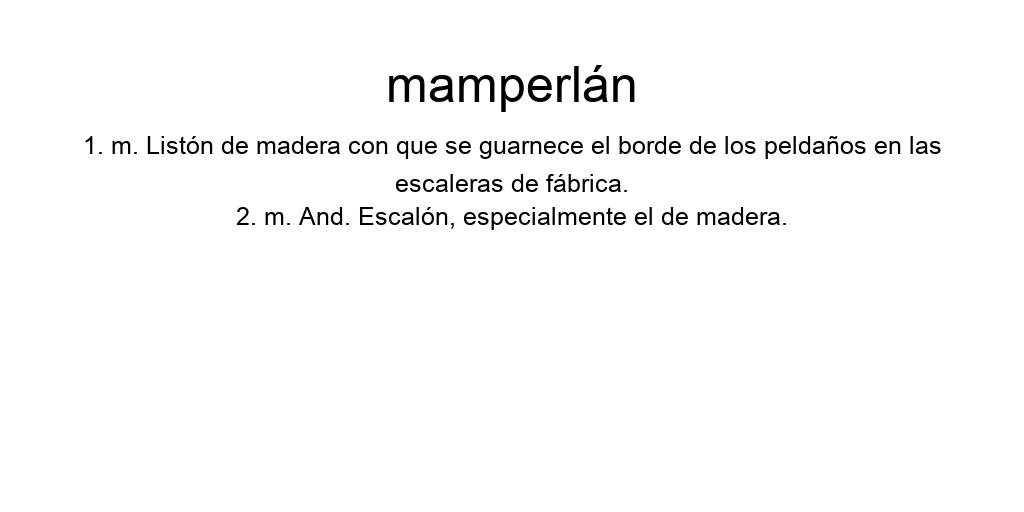 mamperlán
1. m. Listón de madera con que se guarnece el borde de los peldaños en las
escaleras de fábrica.
2. m. And. Escalón, especialmente el de madera.